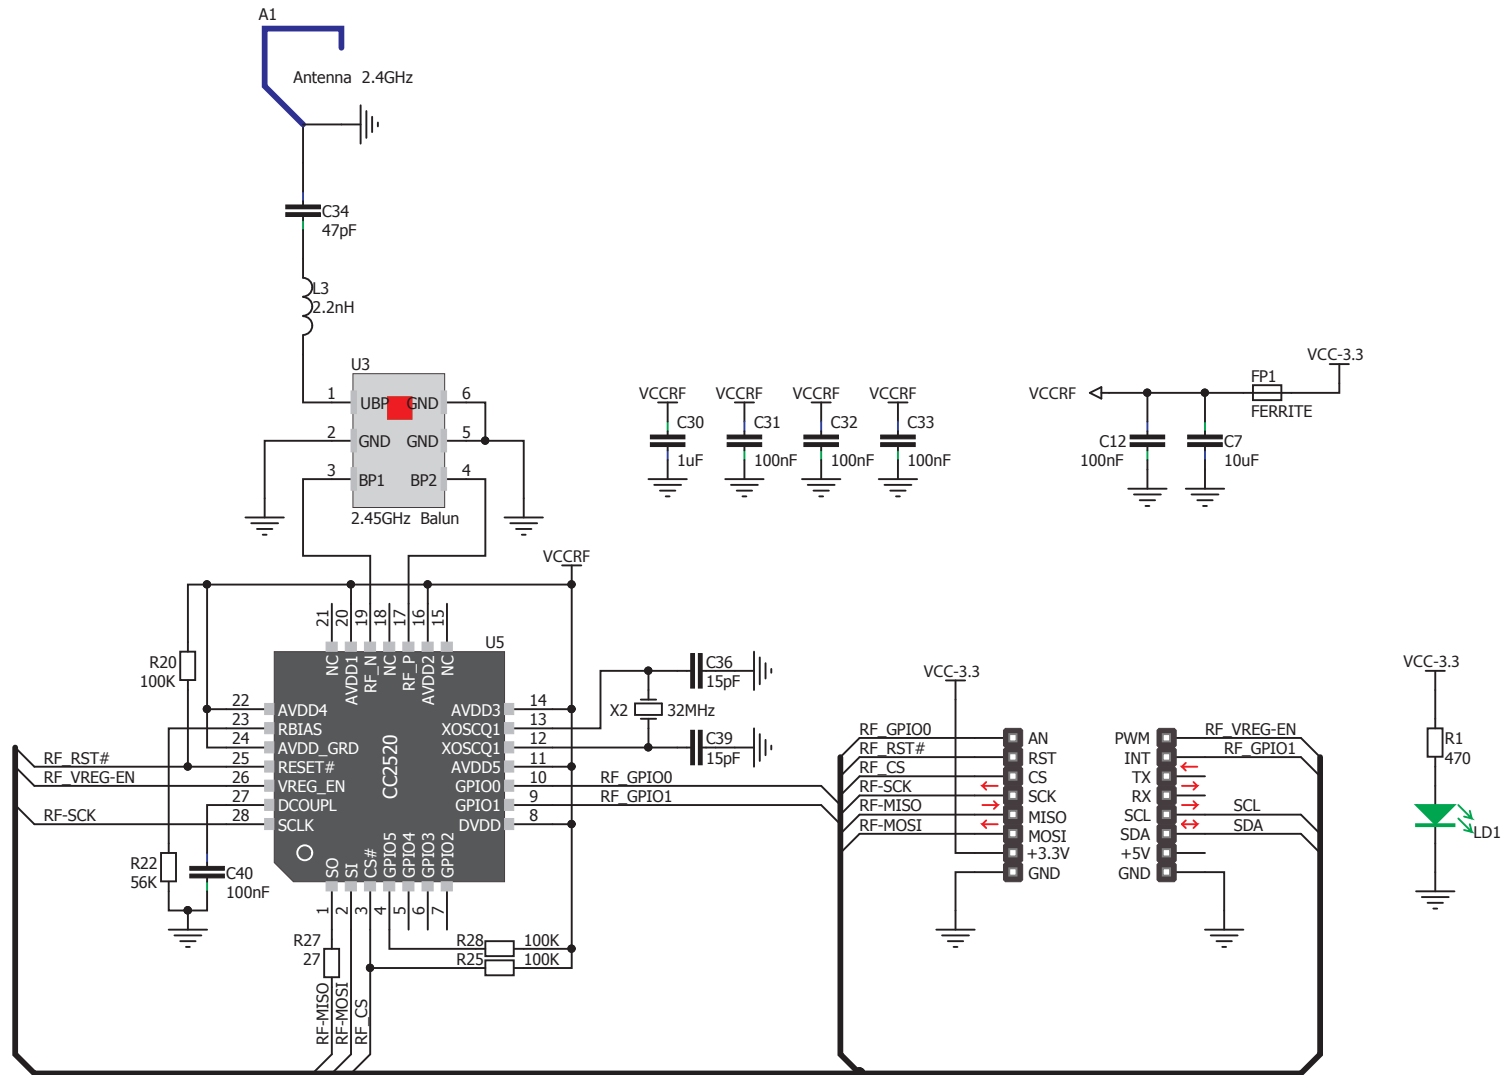 A1
Antenna 2.4GHz
C34
47pF
L3
2.2nH
U3
1 UBP GND 6
2 GND GND 5
3 BP1 BP2 4
2.45GHz Balun
VCCRF
C30
1uF
VCCRF
C31
100nF
VCCRF
C32
100nF
VCCRF
C33
100nF
VCC-3.3
VCCRF
FP1
FERRITE
C12
100nF
C7
10uF
VCCRF
21 20 19 18 17 16 15
NC AVDD1 RF_N NC RF_P AVDD2 NC
U5
R20
100K
22 AVDD4
23 RBIAS
24 AVDD_GRD
25 RESET#
26 VREG_EN
27 DCOUPL
28 SCLK
CC2520
AVDD3 14
XOSCQ1 13
XOSCQ1 12
AVDD5 11
GPIO0 10
GPIO1 9
DVDD 8
SO SI CS# GPIO5 GPIO4 GPIO3 GPIO2
1 2 3 4 5 6 7
RF_RST#
RF_VREG-EN
RF-SCK
R22
56K
C40
100nF
R27
27
R28 100K
R25 100K
RF-MISO
RF-MOSI
RF_CS
C36
15pF
X2 32MHz
C39
15pF
RF_GPIO0
RF_GPIO1
VCC-3.3
RF_GPIO0 AN
RF_RST# RST
RF_CS CS
RF-SCK SCK
RF-MISO MISO
RF-MOSI MOSI
+3.3V
GND
PWM RF_VREG-EN
INT RF_GPIO1
TX
RX
SCL SCL
SDA SDA
+5V
GND
VCC-3.3
R1
470
LD1